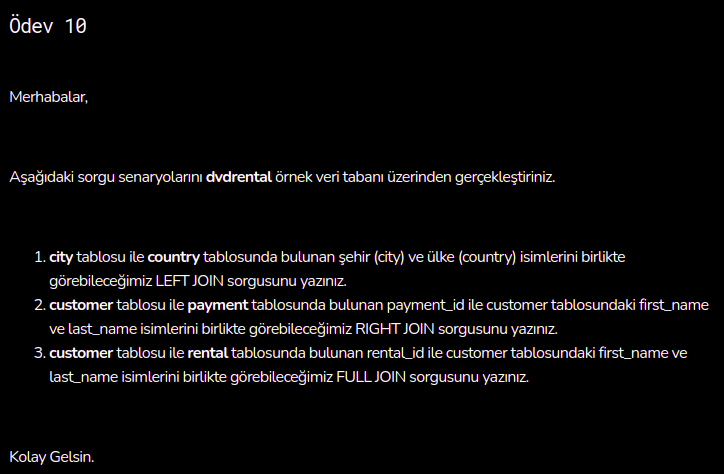 Ödev 10
Merhabalar,
Aşağıdaki sorgu senaryolarını dvdrental örnek veri tabanı üzerinden gerçekleştiriniz.
1. city tablosu ile country tablosunda bulunan şehir (city) ve ülke (country) isimlerini birlikte
görebileceğimiz LEFT JOIN sorgusunu yazınız.
2. customer tablosu ile payment tablosunda bulunan payment_id ile customer tablosundaki first_name
ve last_name isimlerini birlikte görebileceğimiz RIGHT JOIN sorgusunu yazınız.
3. customer tablosu ile rental tablosunda bulunan rental_id ile customer tablosundaki first_name ve
last_name isimlerini birlikte görebileceğimiz FULL JOIN sorgusunu yazınız.
Kolay Gelsin.